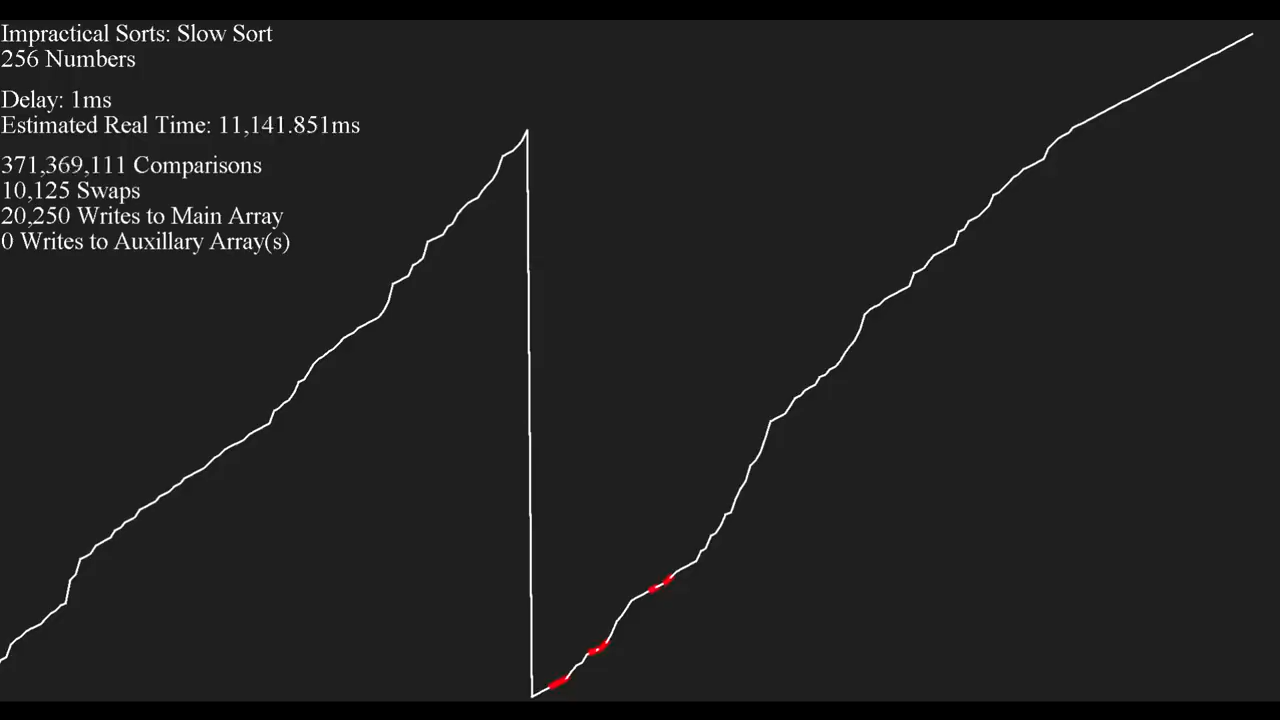 Impractical Sorts: Slow Sort
256 Numbers
Delay: 1ms
Estimated Real Time: 11,141.851ms
371,369,111 Comparisons
10,125 Swaps
20,250 Writes to Main Array
0 Writes to Auxillary Array(s)